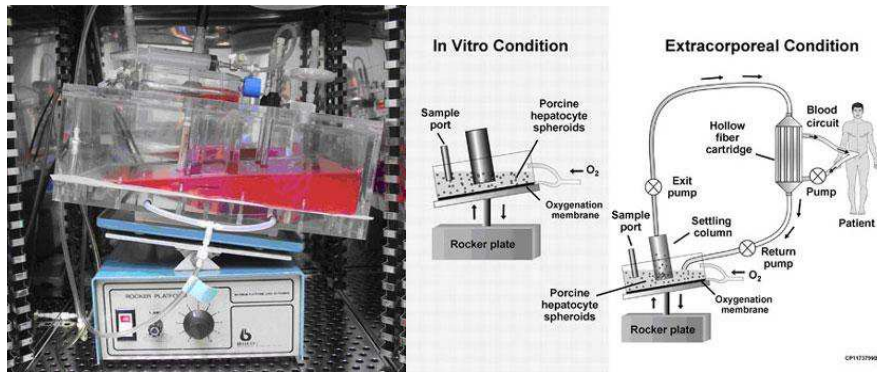 ROCKER PLATFORM
In Vitro Condition
Sample
port
Porcine
hepatocyte
spheroids
O₂
Oxygenation
membrane
Rocker plate
Extracorporeal Condition
Blood
circuit
Hollow
fiber
cartridge
Exit
pump
Pump
Patient
Sample
port
Settling
column
Return
pump
O₂
Porcine
hepatocyte
spheroids
Oxygenation
membrane
Rocker plate